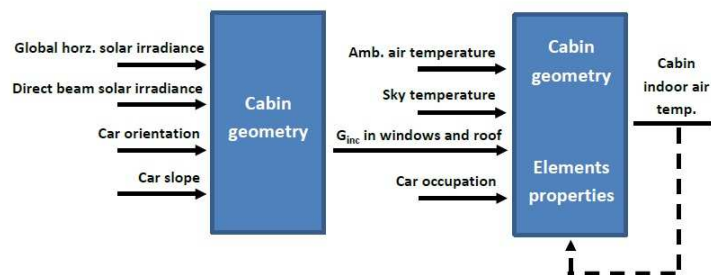 Global horz. solar irradiance
Direct beam solar irradiance
Car orientation
Car slope
Cabin
geometry
Amb. air temperature
Sky temperature
Ginc in windows and roof
Car occupation
Cabin
geometry
Elements
properties
Cabin
indoor air
temp.